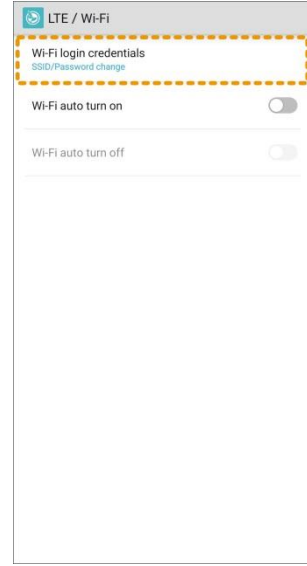 LTE / Wi-Fi
Wi-Fi login credentials
SSID/Password change
Wi-Fi auto turn on
Wi-Fi auto turn off